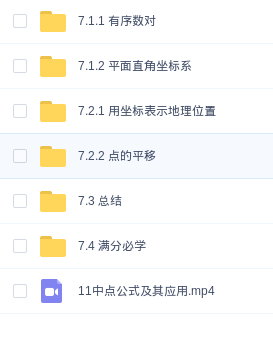 7.1.1 有序数对
7.1.2 平面直角坐标系
7.2.1 用坐标表示地理位置
7.2.2 点的平移
7.3 总结
7.4 满分必学
11中点公式及其应用.mp4